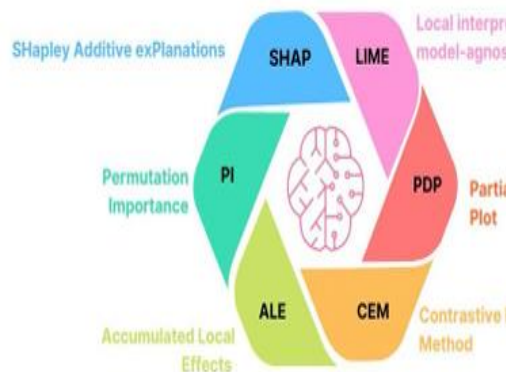 Local interpr
SHapley Additive exPlanations
SHAP
LIME
model-agnos
Permutation
Importance
PI
PDP
Partia
Plot
ALE
CEM
Contrastive
Method
Accumulated Local
Effects